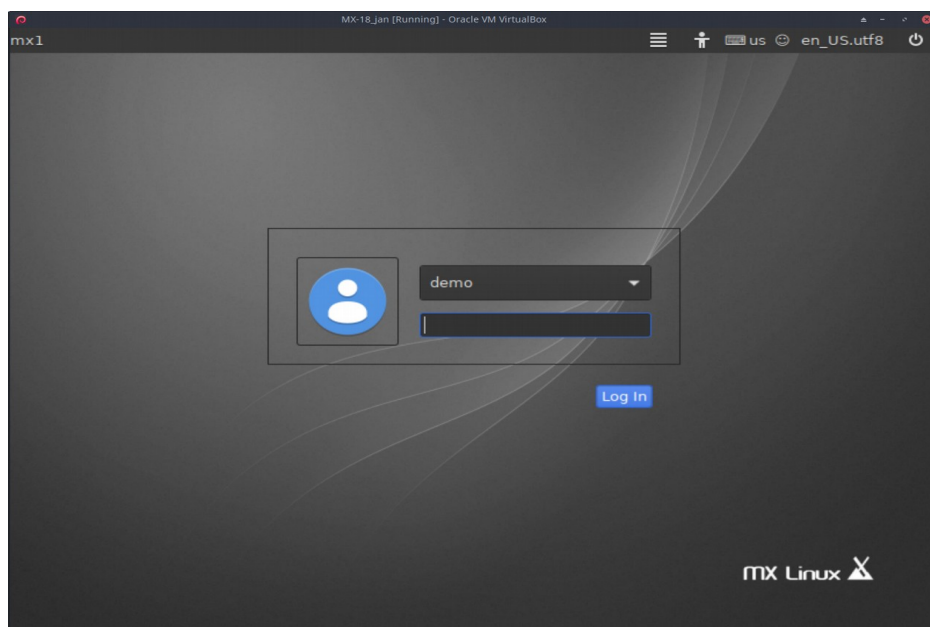 MX-18_jan [Running] - Oracle VM VirtualBox
mx1 us en_US.utf8
demo
Log In
mx Linux